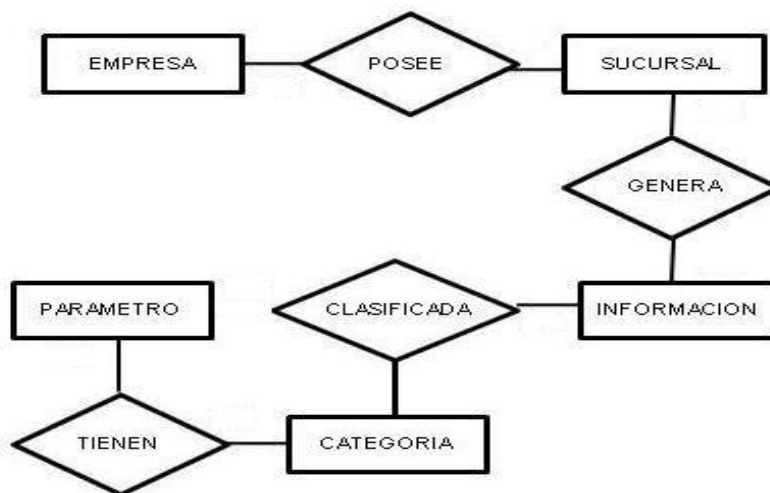 EMPRESA
POSEE
SUCURSAL
GENERA
PARAMETRO
CLASIFICADA
INFORMACION
TIENEN
CATEGORIA